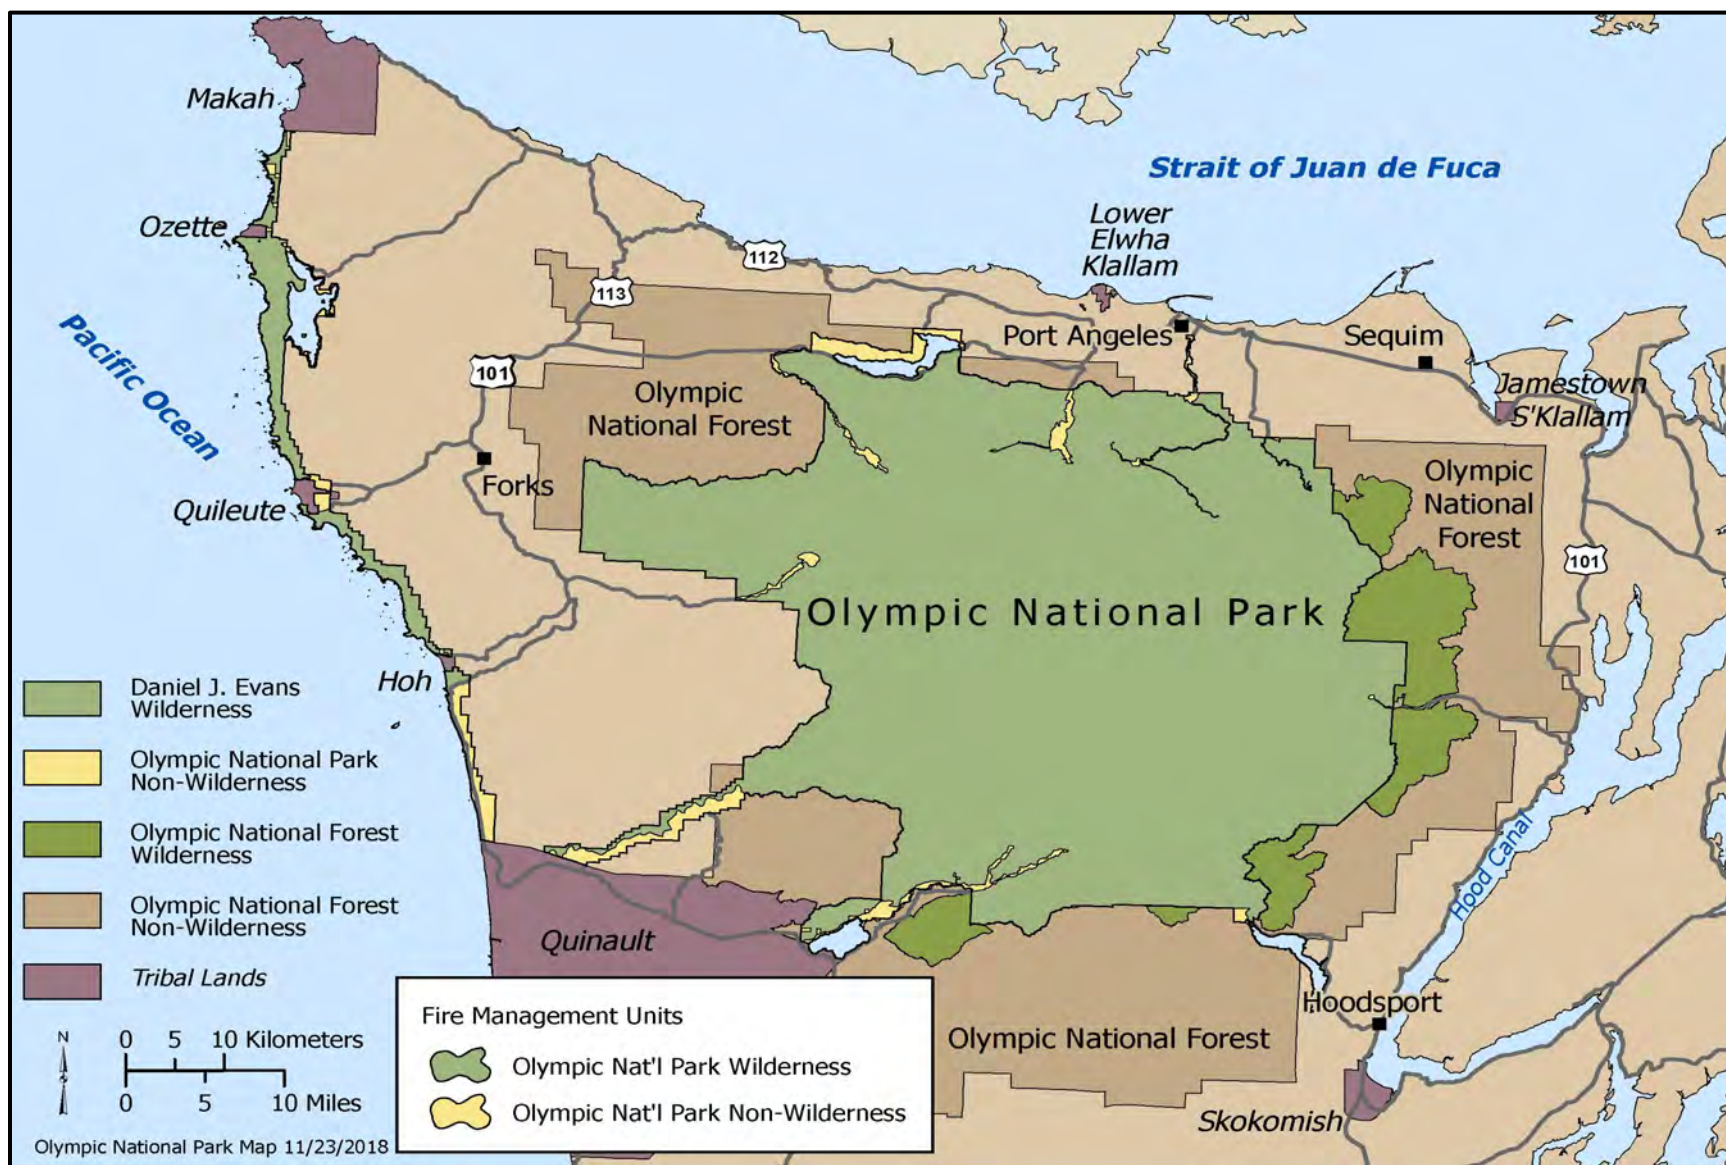 Makah
Strait of Juan de Fuca
Ozette
Lower
Elwha
Klallam
112
113
Port Angeles
Sequim
Pacific Ocean
101
Olympic
National Forest
Jamestown
S'Klallam
Forks
Quileute
Olympic
National
Forest
101
Olympic National Park
Hoh
Daniel J. Evans
Wilderness
Olympic National Park
Non-Wilderness
Olympic National Forest
Wilderness
Olympic National Forest
Non-Wilderness
Tribal Lands
Hood Canal
Quinault
Hoodsport
Olympic National Forest
Skokomish
Fire Management Units
Olympic Nat'l Park Wilderness
Olympic Nat'l Park Non-Wilderness
N
0 5 10 Kilometers
0 5 10 Miles
Olympic National Park Map 11/23/2018